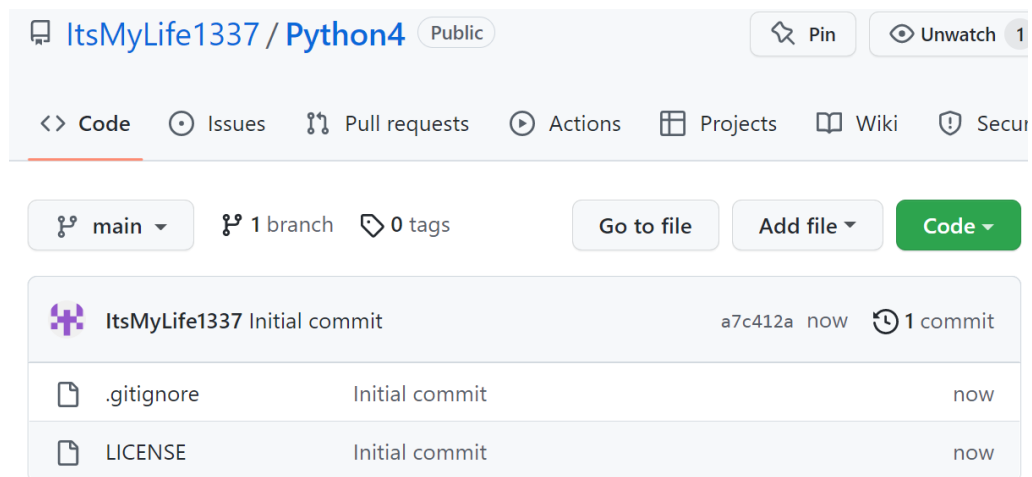 ItsMyLife1337 / Python4 Public Pin Unwatch 1
Code Issues Pull requests Actions Projects Wiki Secur
main 1 branch 0 tags Go to file Add file Code
ItsMyLife1337 Initial commit a7c412a now 1 commit
.gitignore Initial commit now
LICENSE Initial commit now